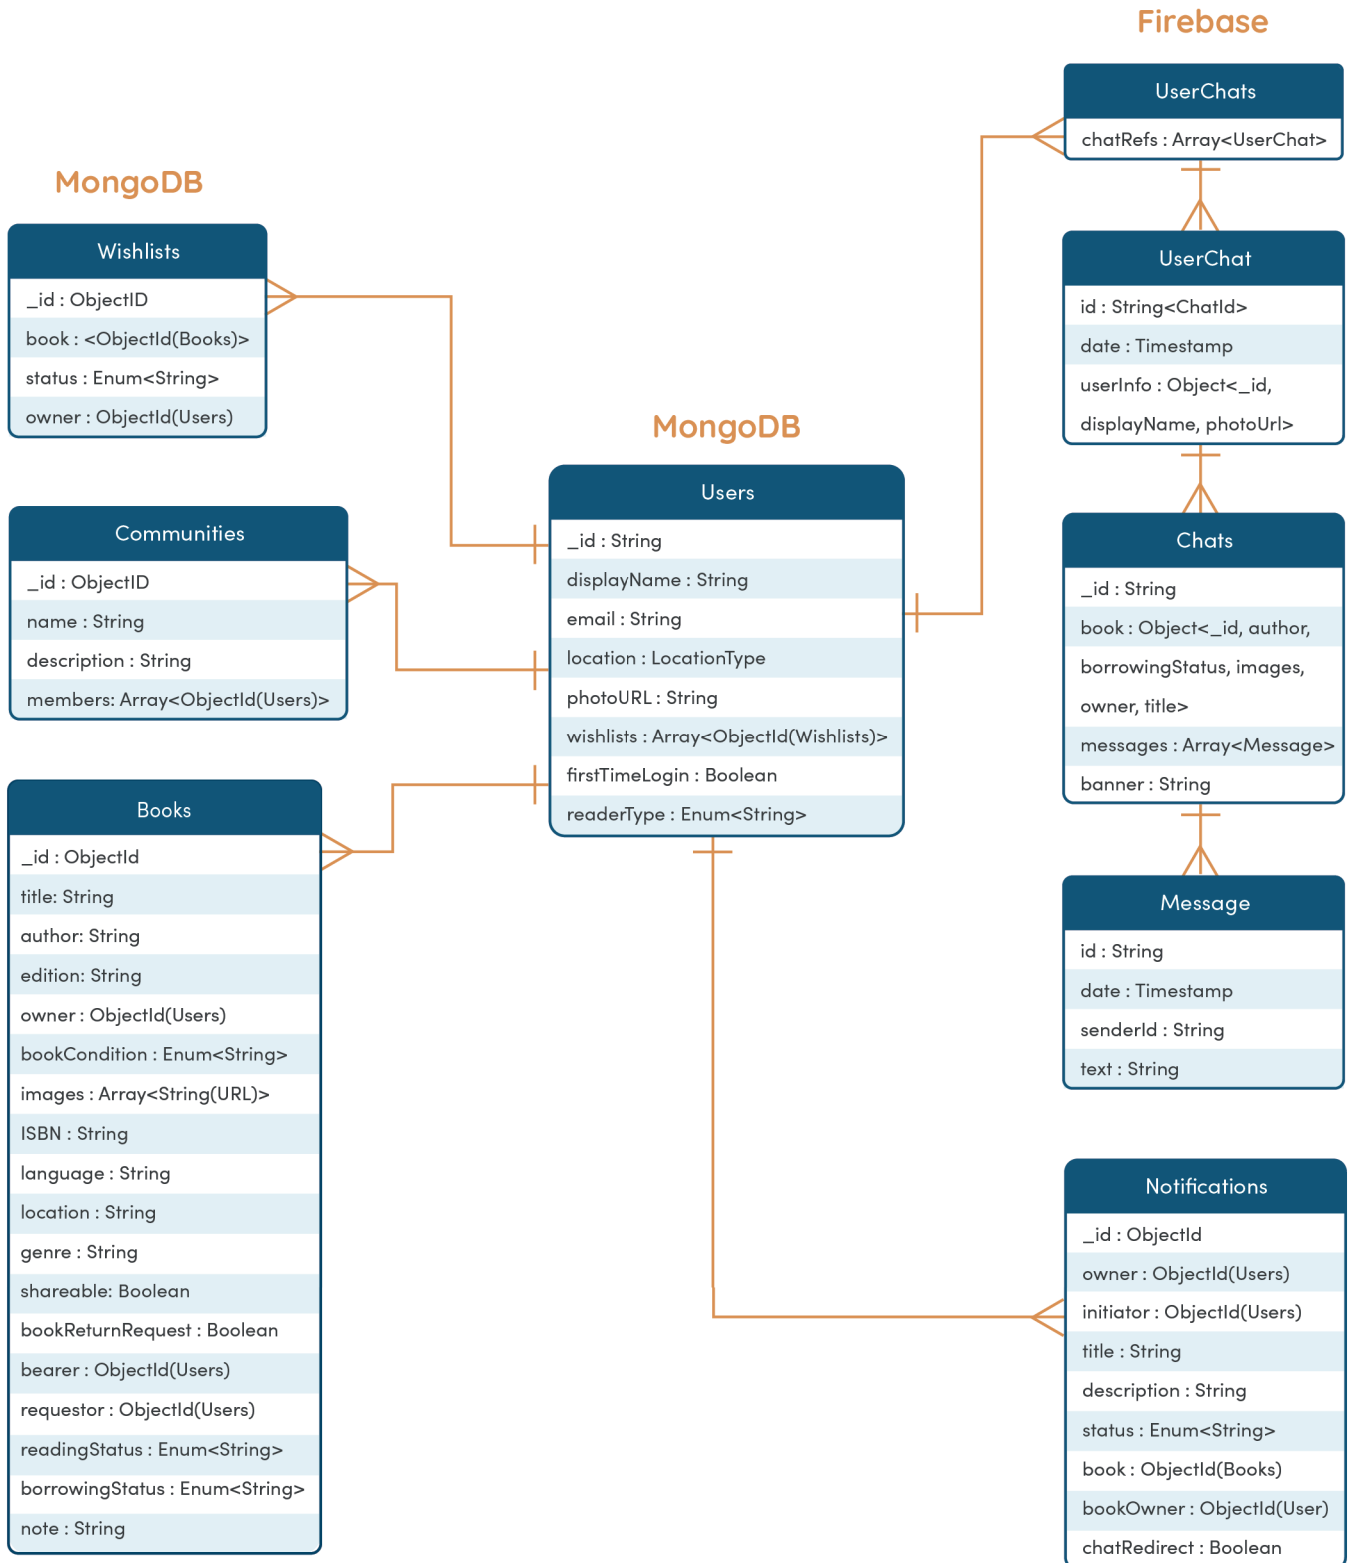 Firebase
UserChats
chatRefs : Array<UserChat>
MongoDB
Wishlists
_id : ObjectID
book : <ObjectId(Books)>
status : Enum<String>
owner : ObjectId(Users)
UserChat
id : String<ChatId>
date : Timestamp
userInfo : Object<_id,
displayName, photoUrl>
MongoDB
Users
_id : String
displayName : String
email : String
location : LocationType
photoURL : String
wishlists : Array<ObjectId(Wishlists)>
firstTimeLogin : Boolean
readerType : Enum<String>
Communities
_id : ObjectID
name : String
description : String
members: Array<ObjectId(Users)>
Chats
_id : String
book : Object<_id, author,
borrowingStatus, images,
owner, title>
messages : Array<Message>
banner : String
Books
_id : ObjectId
title: String
author: String
edition: String
owner : ObjectId(Users)
bookCondition : Enum<String>
images : Array<String(URL)>
ISBN : String
language : String
location : String
genre : String
shareable: Boolean
bookReturnRequest : Boolean
bearer : ObjectId(Users)
requestor : ObjectId(Users)
readingStatus : Enum<String>
borrowingStatus : Enum<String>
note : String
Message
id : String
date : Timestamp
senderId : String
text : String
Notifications
_id : ObjectId
owner : ObjectId(Users)
initiator : ObjectId(Users)
title : String
description : String
status : Enum<String>
book : ObjectId(Books)
bookOwner : ObjectId(User)
chatRedirect : Boolean